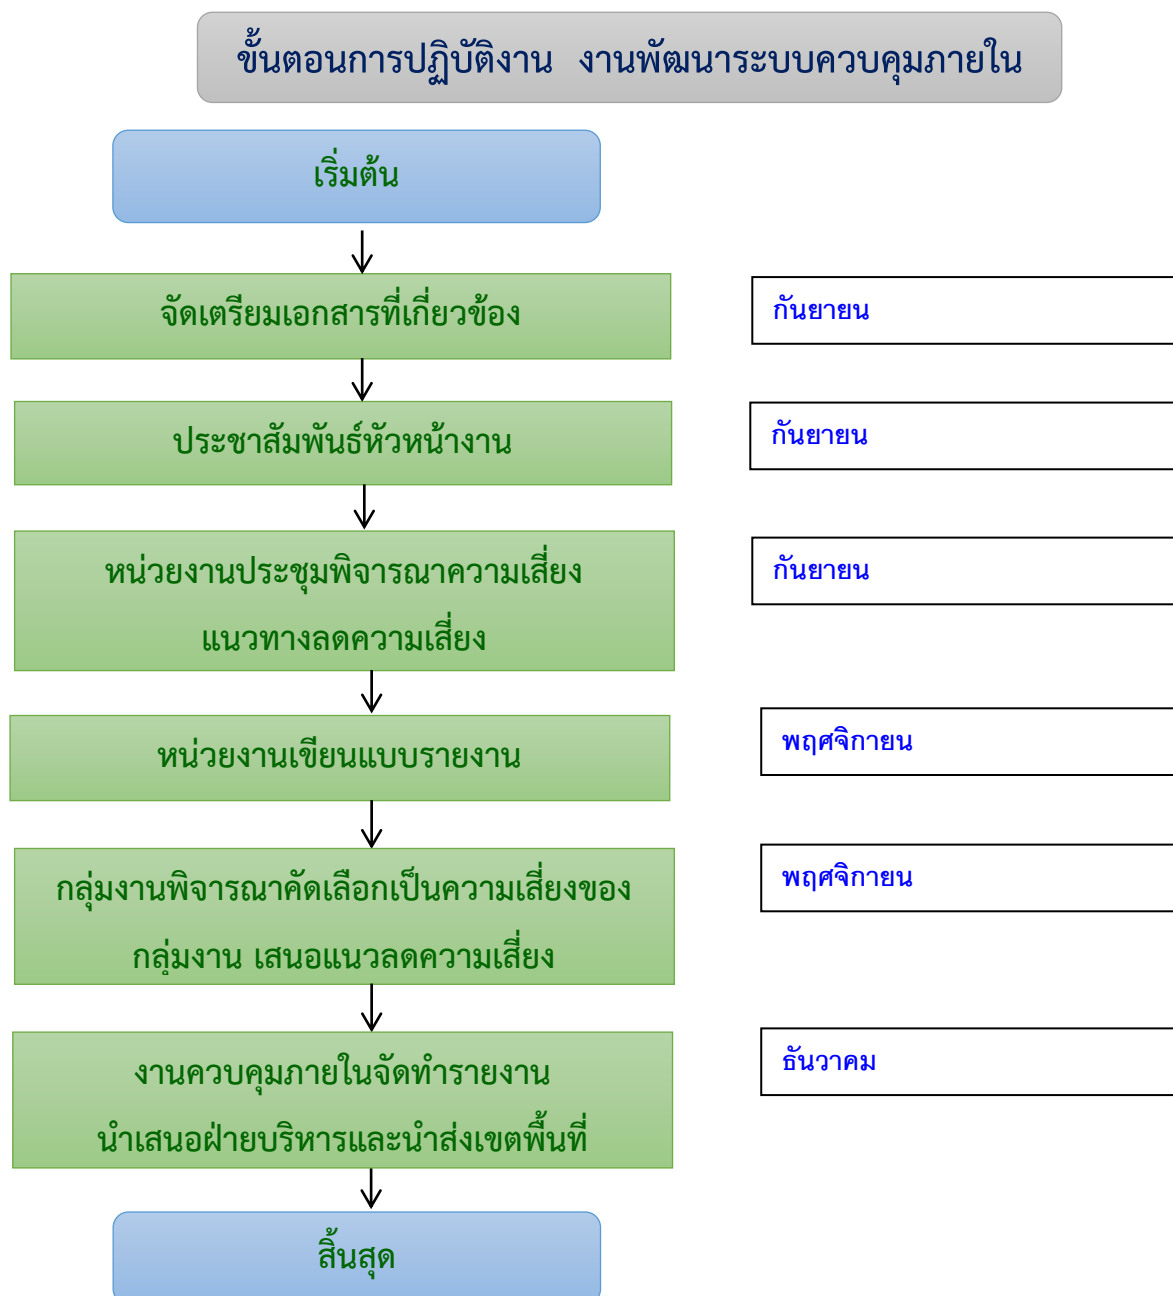 ขั้นตอนการปฏิบัติงาน งานพัฒนาระบบควบคุมภายใน
เริ่มต้น
จัดเตรียมเอกสารที่เกี่ยวข้อง
กันยายน
ประชาสัมพันธ์หัวหน้างาน
กันยายน
หน่วยงานประชุมพิจารณาความเสี่ยง
แนวทางลดความเสี่ยง
กันยายน
หน่วยงานเขียนแบบรายงาน
พฤศจิกายน
กลุ่มงานพิจารณาคัดเลือกเป็นความเสี่ยงของ
กลุ่มงาน เสนอแนวลดความเสี่ยง
พฤศจิกายน
งานควบคุมภายในจัดทำรายงาน
นำเสนอฝ่ายบริหารและนำส่งเขตพื้นที่
ธันวาคม
สิ้นสุด